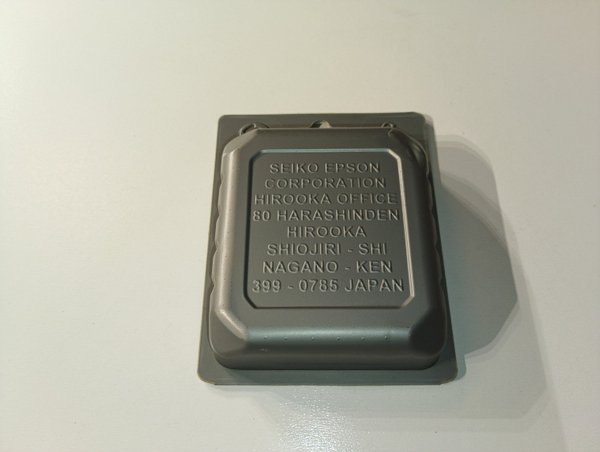 SEIKO EPSON
CORPORATION
HIROOKA OFFICE
80 HARASHINDEN
HIROOKA
SHIOJIRI - SHI
NAGANO - KEN
399 - 0785 JAPAN